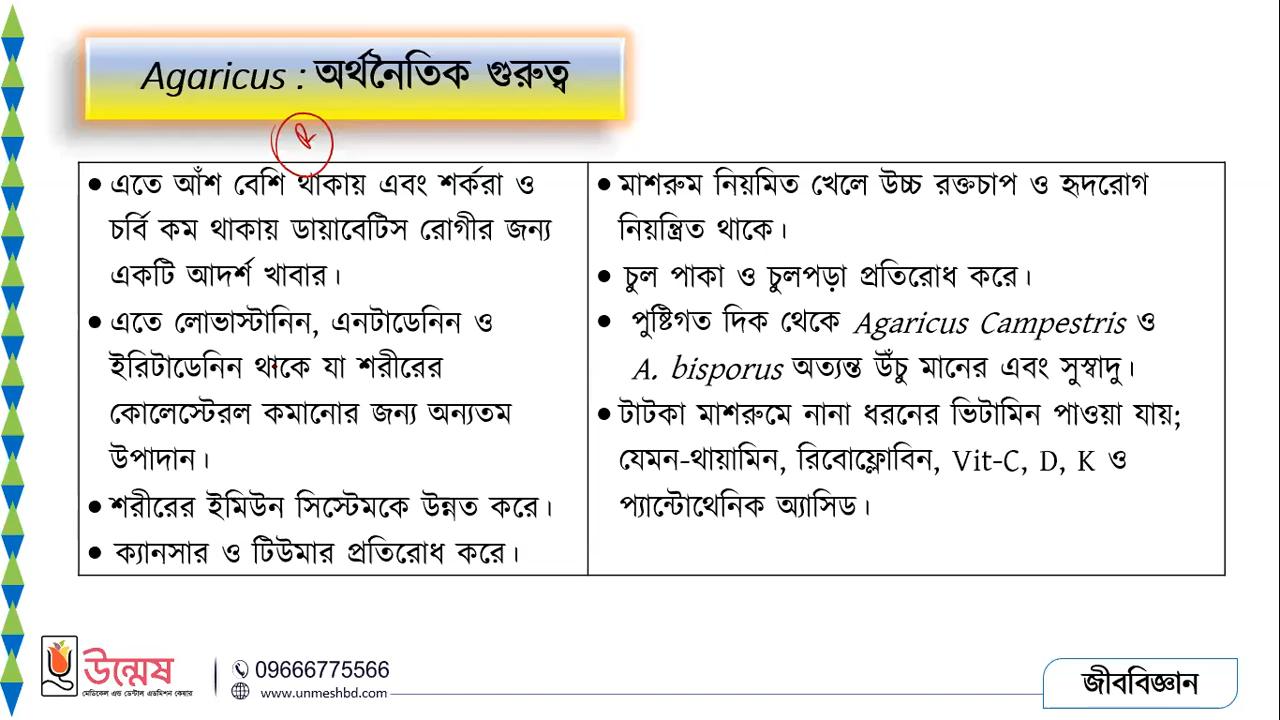 Agaricus : অর্থনৈতিক গুরুত্ব
• এতে আঁশ বেশি থাকায় এবং শর্করা ও
চর্বি কম থাকায় ডায়াবেটিস রোগীর জন্য
একটি আদর্শ খাবার।
• এতে লোভাস্টানিন, এনটাডেনিন ও
ইরিটাডেনিন থাকে যা শরীরের
কোলেস্টেরল কমানোর জন্য অন্যতম
উপাদান।
• শরীরের ইমিউন সিস্টেমকে উন্নত করে।
• ক্যানসার ও টিউমার প্রতিরোধ করে।
• মাশরুম নিয়মিত খেলে উচ্চ রক্তচাপ ও হৃদরোগ
নিয়ন্ত্রিত থাকে।
• চুল পাকা ও চুলপড়া প্রতিরোধ করে।
• পুষ্টিগত দিক থেকে Agaricus Campestris ও
A. bisporus অত্যন্ত উঁচু মানের এবং সুস্বাদু।
• টাটকা মাশরুমে নানা ধরনের ভিটামিন পাওয়া যায়;
যেমন-থায়ামিন, রিবোফ্লোবিন, Vit-C, D, K ও
প্যান্টোথেনিক অ্যাসিড।
উন্মেষ
মেডিকেল এন্ড ডেন্টাল এডমিশন কেয়ার
09666775566
www.unmeshbd.com
জীববিজ্ঞান